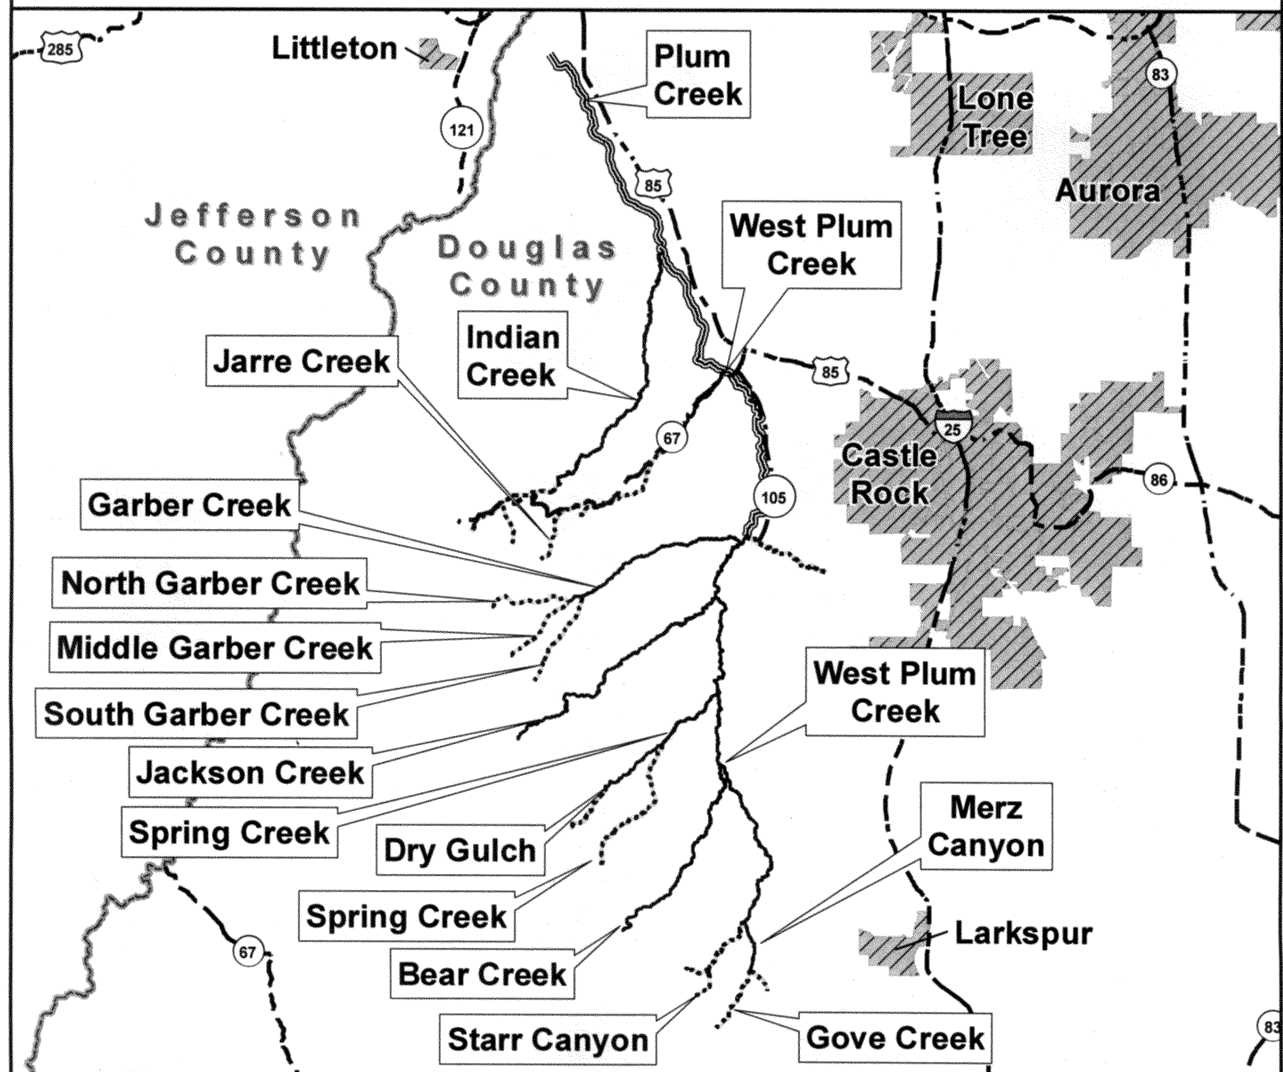 285
Littleton
Plum
Creek
83
Lone
Tree
121
85
Aurora
Jefferson
County
Douglas
County
West Plum
Creek
Indian
Creek
Jarre Creek
85
25
67
Castle
Rock
86
105
Garber Creek
North Garber Creek
Middle Garber Creek
South Garber Creek
West Plum
Creek
Jackson Creek
Spring Creek
Merz
Canyon
Dry Gulch
Spring Creek
Larkspur
67
Bear Creek
Starr Canyon
Gove Creek
83